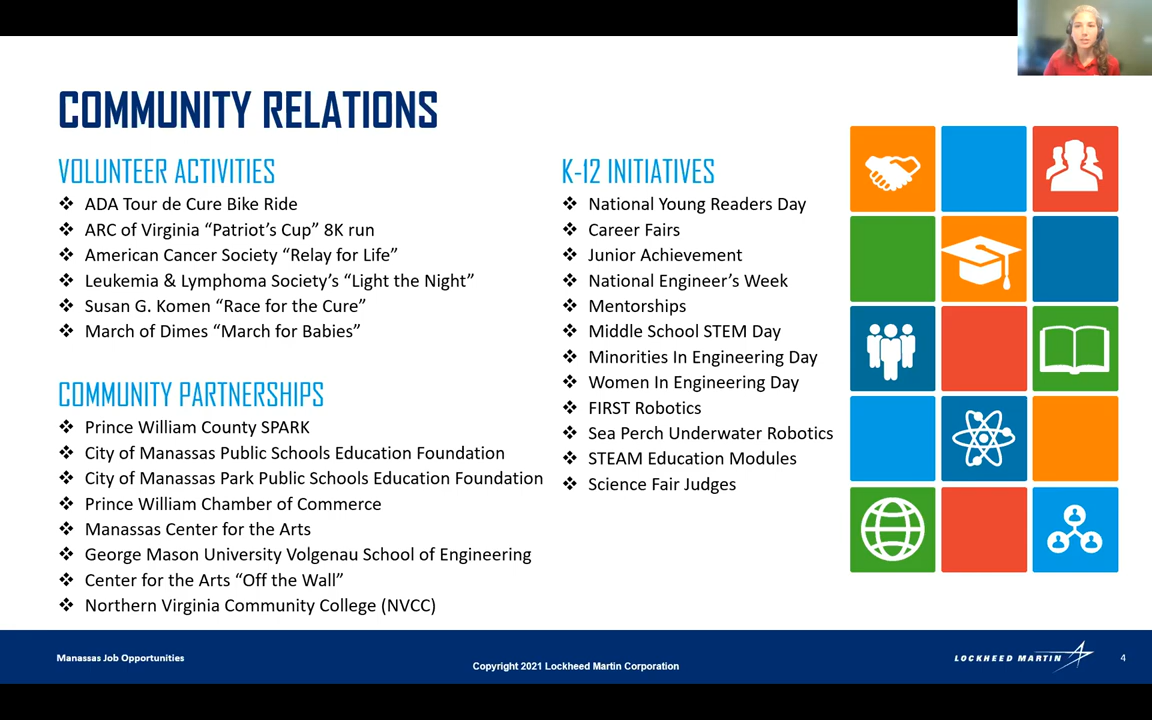 COMMUNITY RELATIONS
VOLUNTEER ACTIVITIES
❖ ADA Tour de Cure Bike Ride
❖ ARC of Virginia “Patriot’s Cup” 8K run
❖ American Cancer Society “Relay for Life”
❖ Leukemia & Lymphoma Society’s “Light the Night”
❖ Susan G. Komen “Race for the Cure”
❖ March of Dimes “March for Babies”
COMMUNITY PARTNERSHIPS
❖ Prince William County SPARK
❖ City of Manassas Public Schools Education Foundation
❖ City of Manassas Park Public Schools Education Foundation
❖ Prince William Chamber of Commerce
❖ Manassas Center for the Arts
❖ George Mason University Volgenau School of Engineering
❖ Center for the Arts “Off the Wall”
❖ Northern Virginia Community College (NVCC)
K-12 INITIATIVES
❖ National Young Readers Day
❖ Career Fairs
❖ Junior Achievement
❖ National Engineer’s Week
❖ Mentorships
❖ Middle School STEM Day
❖ Minorities In Engineering Day
❖ Women In Engineering Day
❖ FIRST Robotics
❖ Sea Perch Underwater Robotics
❖ STEAM Education Modules
❖ Science Fair Judges
Manassas Job Opportunities
Copyright 2021 Lockheed Martin Corporation
LOCKHEED MARTIN
4